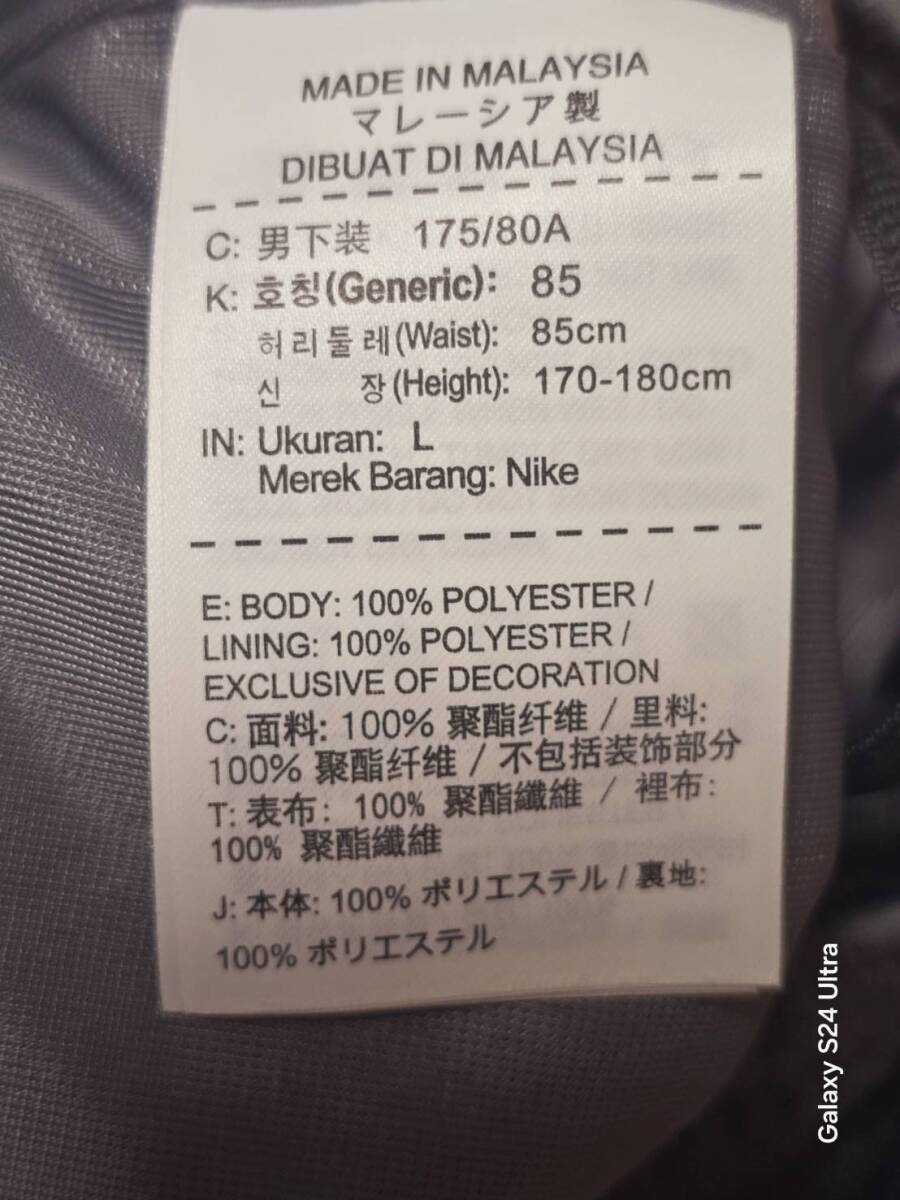 MADE IN MALAYSIA
マレーシア製
DIBUAT DI MALAYSIA
C: 男下装 175/80A
K: 호칭(Generic): 85
허리둘레(Waist): 85cm
신 장(Height): 170-180cm
IN: Ukuran: L
Merek Barang: Nike
E: BODY: 100% POLYESTER /
LINING: 100% POLYESTER /
EXCLUSIVE OF DECORATION
C: 面料: 100% 聚酯纤维 / 里料:
100% 聚酯纤维 / 不包括装饰部分
T: 表布: 100% 聚酯纖維 / 裡布:
100% 聚酯纖維
J: 本体: 100% ポリエステル / 裏地:
100% ポリエステル
Galaxy S24 Ultra